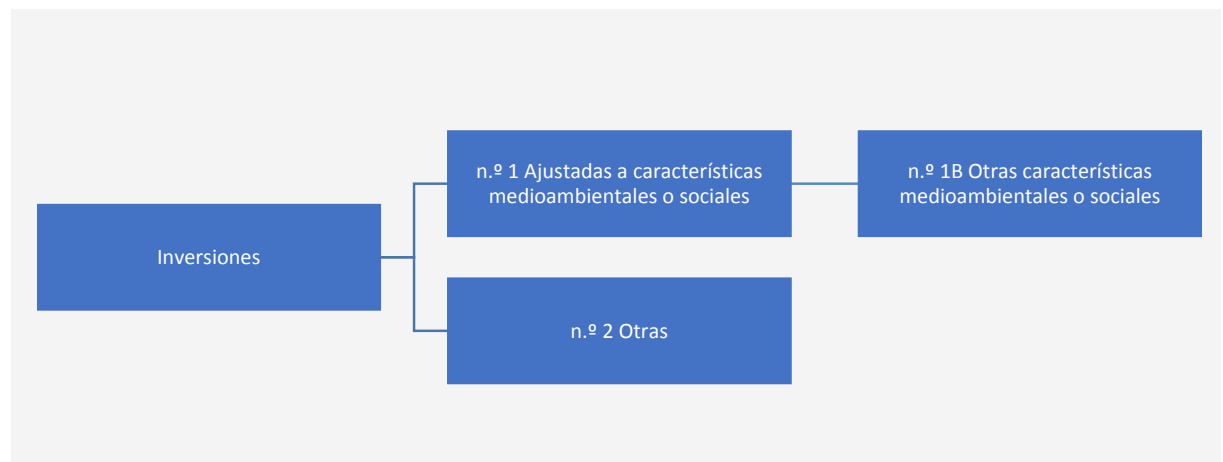 Inversiones
n.º 1 Ajustadas a características
medioambientales o sociales
n.º 1B Otras características
medioambientales o sociales
n.º 2 Otras